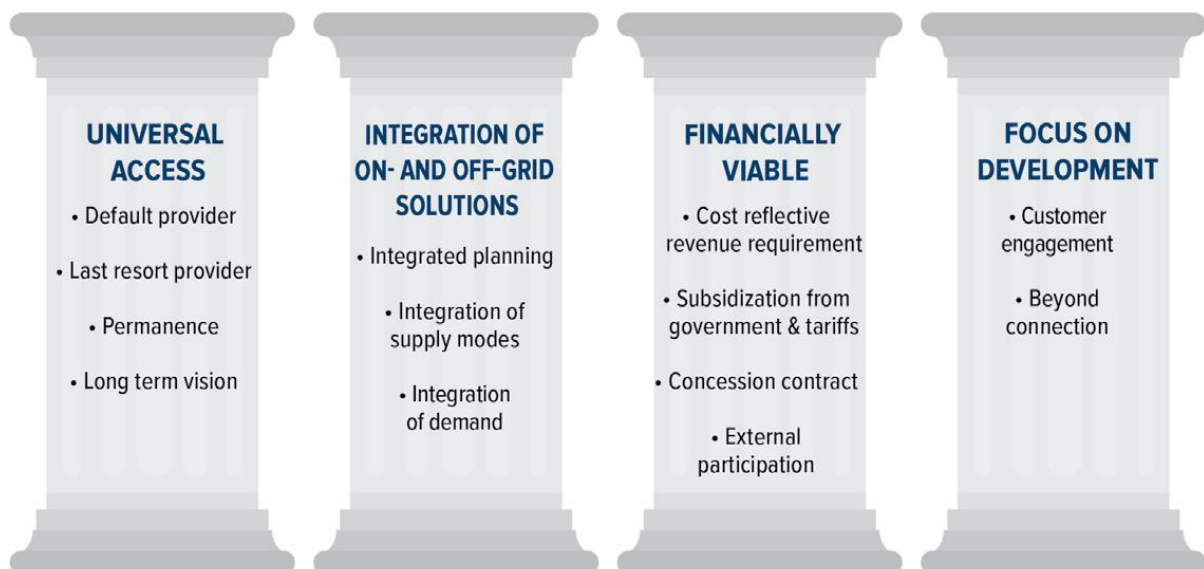 UNIVERSAL
ACCESS
• Default provider
• Last resort provider
• Permanence
• Long term vision
INTEGRATION OF
ON- AND OFF-GRID
SOLUTIONS
• Integrated planning
• Integration of
supply modes
• Integration
of demand
FINANCIALLY
VIABLE
• Cost reflective
revenue requirement
• Subsidization from
government & tariffs
• Concession contract
• External
participation
FOCUS ON
DEVELOPMENT
• Customer
engagement
• Beyond
connection